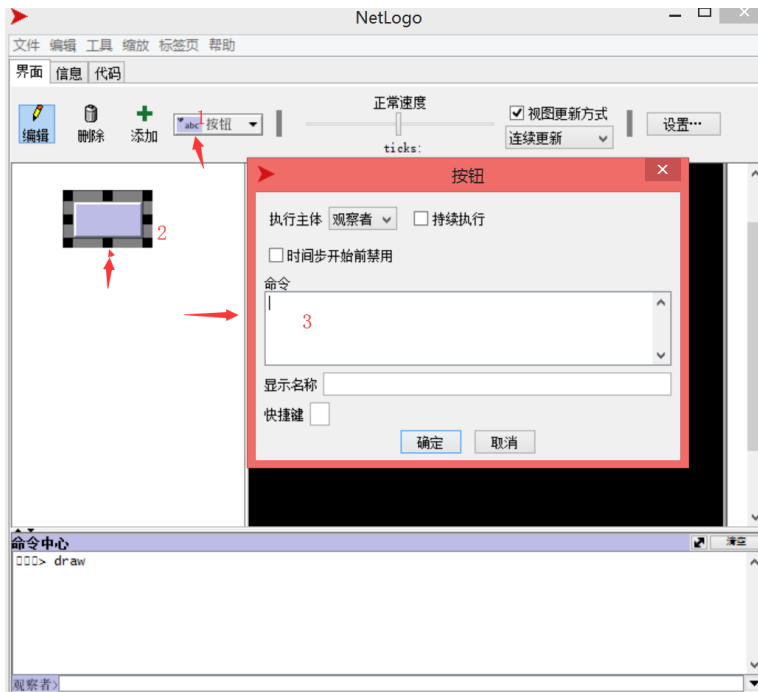 NetLogo
文件 编辑 工具 缩放 标签页 帮助
界面 信息 代码
编辑 删除 添加 abc 按钮 1
正常速度
ticks:
视图更新方式
连续更新
设置…
2
按钮
执行主体 观察者 持续执行
时间步开始前禁用
命令
3
显示名称
快捷键
确定 取消
命令中心 清空
> draw
观察者>